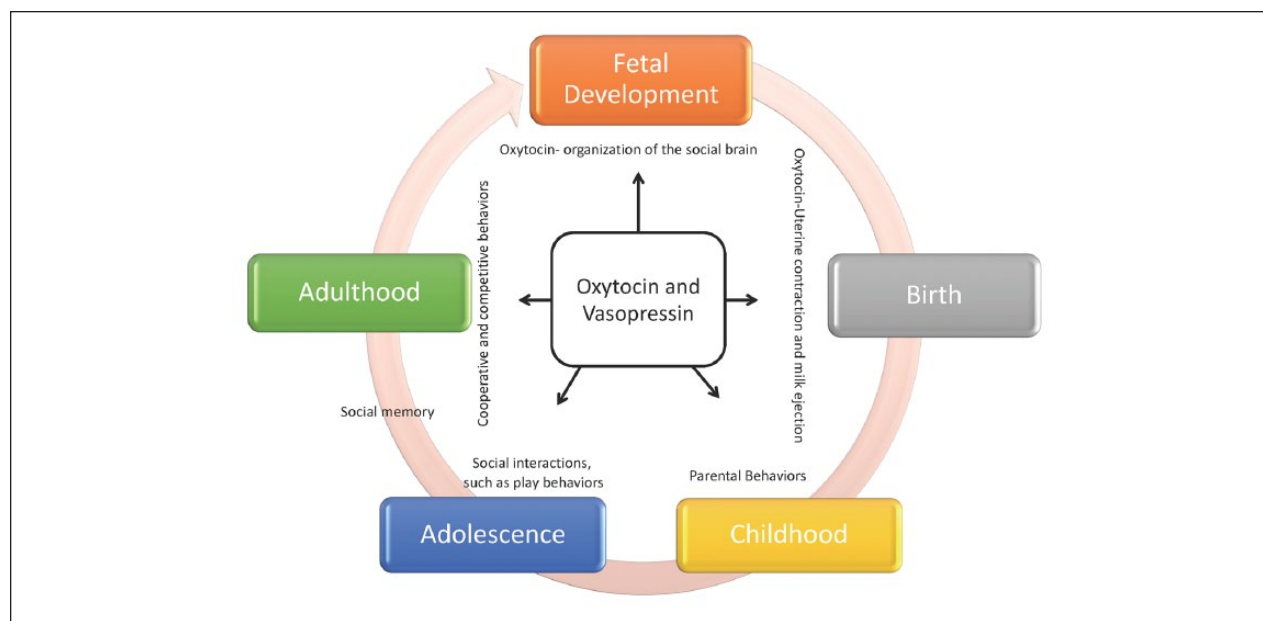 Fetal
Development
Oxytocin- organization of the social brain
Oxytocin-Uterine contraction and milk ejection
Cooperative and competitive behaviors
Oxytocin and
Vasopressin
Adulthood
Birth
Social memory
Social interactions,
such as play behaviors
Parental Behaviors
Adolescence
Childhood